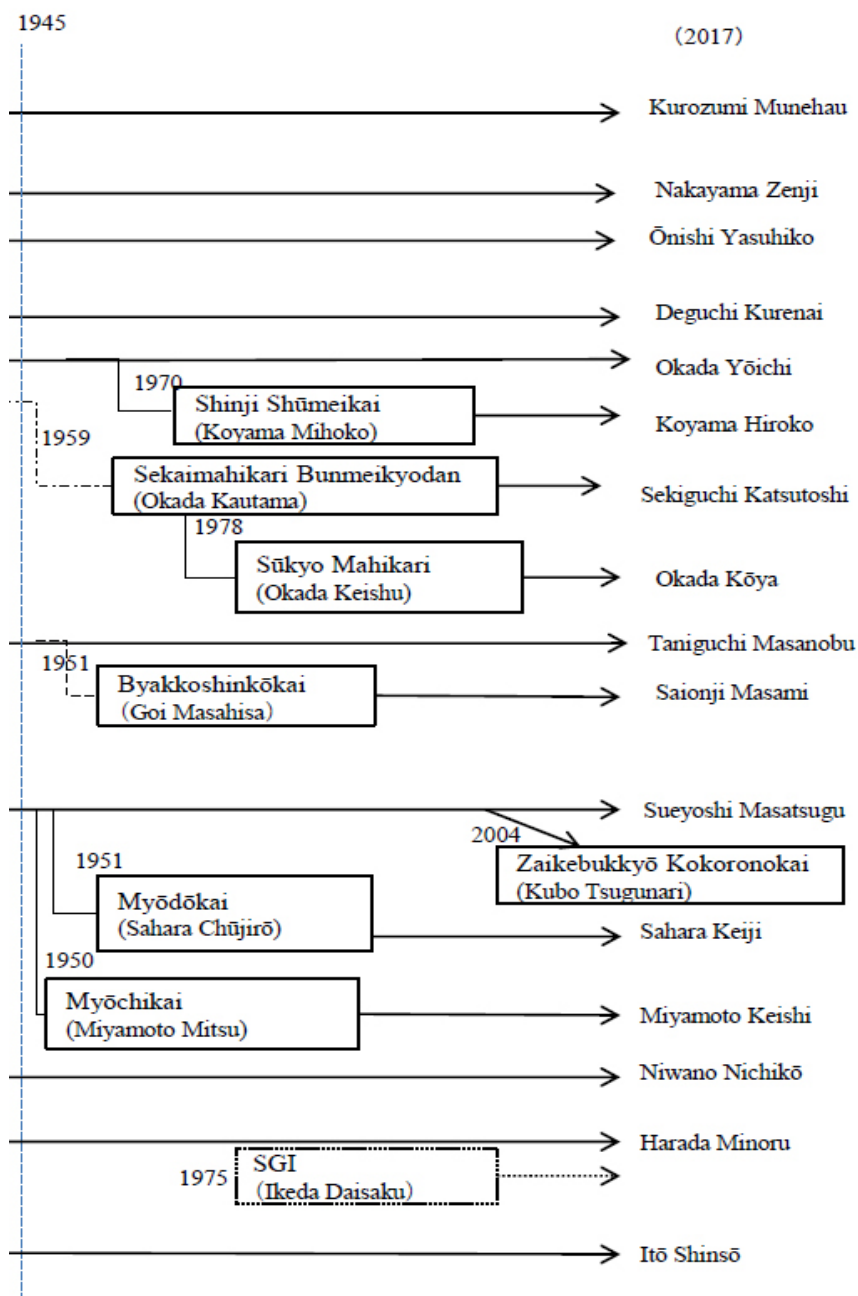 1945
（2017）
Kurozumi Munehau
Nakayama Zenji
Ōnishi Yasuhiko
Deguchi Kurenai
Okada Yōichi
1970
Shinji Shūmeikai
(Koyama Mihoko)
Koyama Hiroko
1959
Sekaimahikari Bunmeikyodan
(Okada Kautama)
Sekiguchi Katsutoshi
1978
Sūkyo Mahikari
(Okada Keishu)
Okada Kōya
Taniguchi Masanobu
1951
Byakkoshinkōkai
(Goi Masahisa)
Saionji Masami
Sueyoshi Masatsugu
2004
Zaikebukkyō Kokoronokai
(Kubo Tsugunari)
1951
Myōdōkai
(Sahara Chūjirō)
Sahara Keiji
1950
Myōchikai
(Miyamoto Mitsu)
Miyamoto Keishi
Niwano Nichikō
Harada Minoru
1975
SGI
(Ikeda Daisaku)
Itō Shinsō